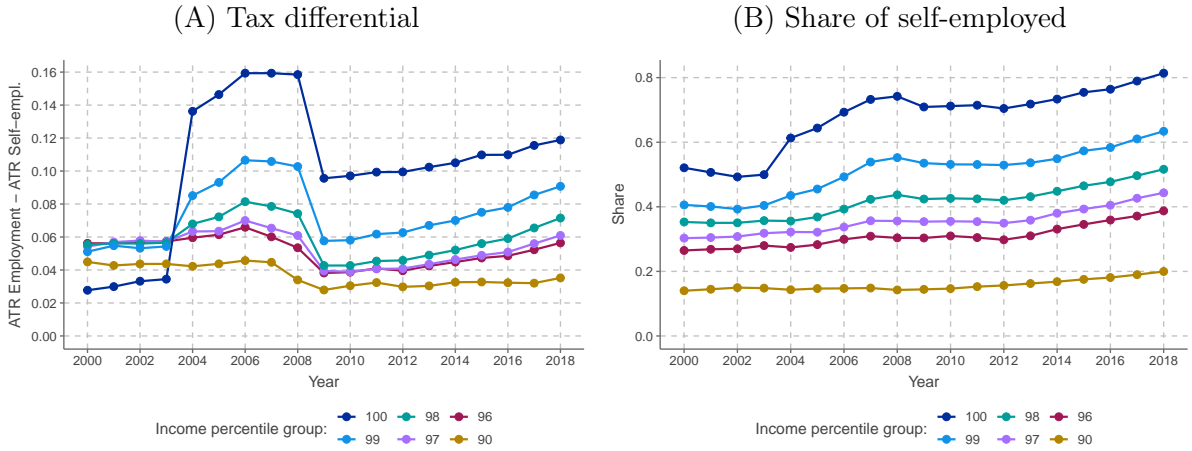 (A) Tax differential
ATR Employment − ATR Self−empl.
0.16
0.14
0.12
0.10
0.08
0.06
0.04
0.02
0.00
2000 2002 2004 2006 2008 2010 2012 2014 2016 2018
Year
Income percentile group:
100 98 96
99 97 90
(B) Share of self-employed
Share
0.8
0.6
0.4
0.2
0.0
2000 2002 2004 2006 2008 2010 2012 2014 2016 2018
Year
Income percentile group:
100 98 96
99 97 90